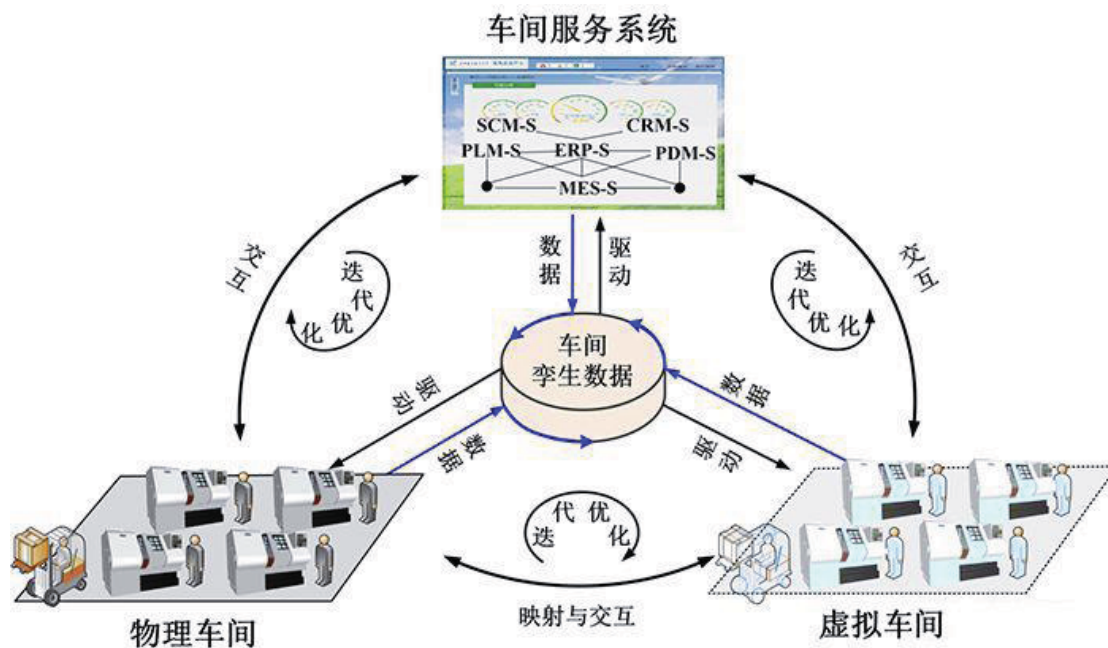 车间服务系统
SCM-S
CRM-S
PLM-S
ERP-S
PDM-S
MES-S
交互
迭代优化
数据
驱动
交互
迭代优化
车间
孪生数据
驱动
数据
数据
驱动
迭代优化
映射与交互
物理车间
虚拟车间